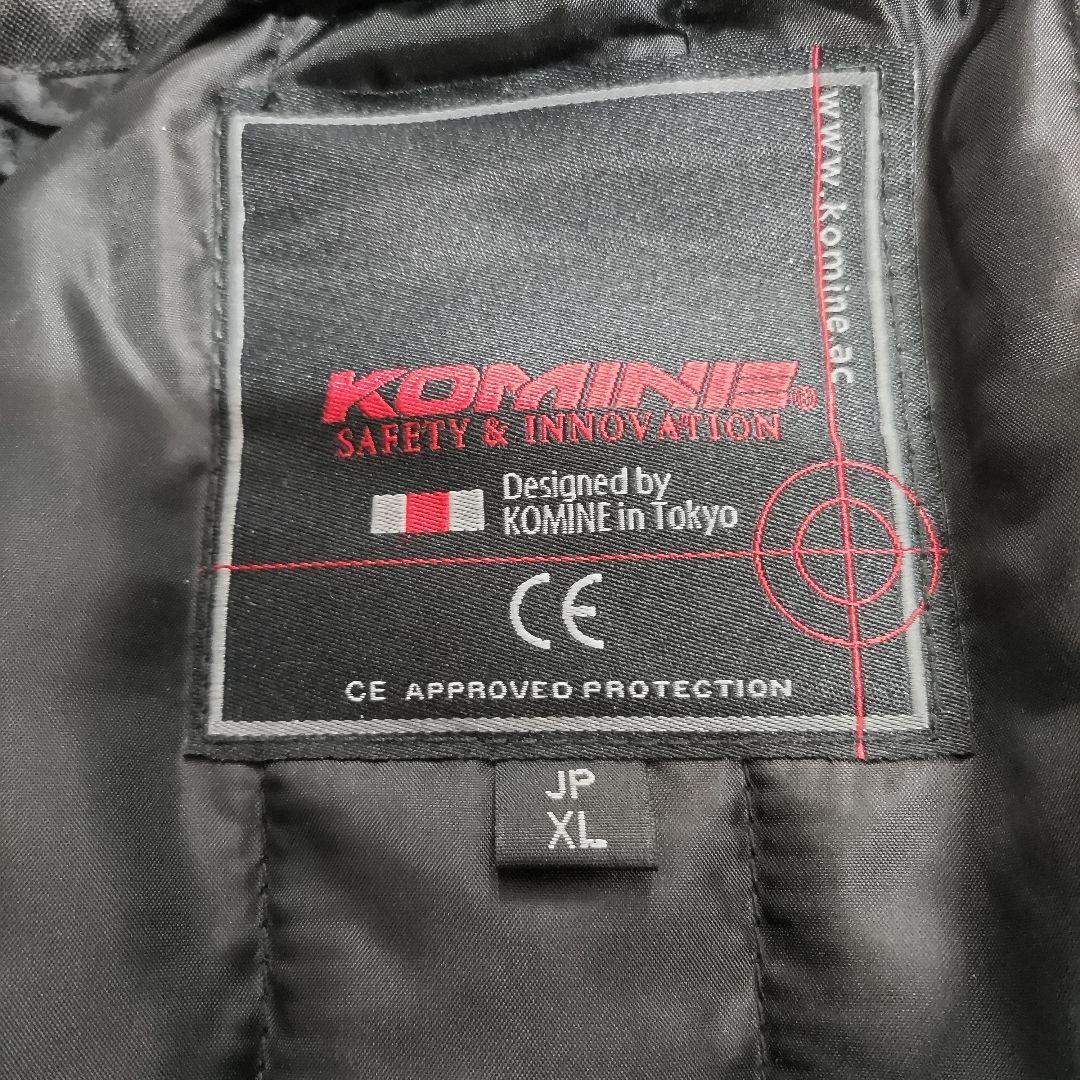 www.komine.ac
KOMINE®
SAFETY & INNOVATION
Designed by
KOMINE in Tokyo
CE
CE APPROVED PROTECTION
JP
XL